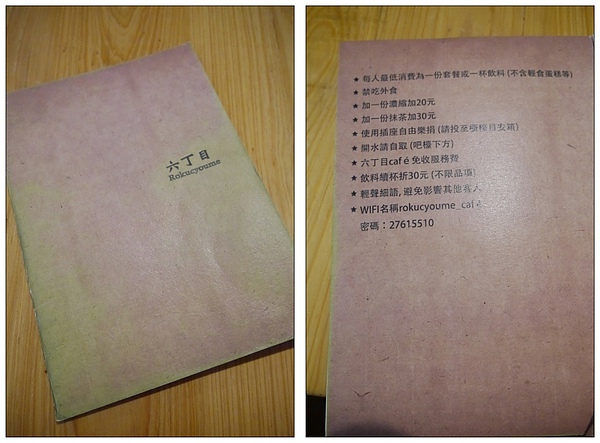 六丁目
Rokucyoume
★ 每人最低消費為一份套餐或一杯飲料 (不含輕食蛋糕等)
★ 禁吃外食
★ 加一份濃縮加20元
★ 加一份抹茶加30元
★ 使用插座自由樂捐 (請投至吧檯目安箱)
★ 開水請自取 (吧檯下方)
★ 六丁目café 免收服務費
★ 飲料續杯折30元 (不限品項)
★ 輕聲細語, 避免影響其他客人
★ WIFI名稱rokucyoume_café
密碼：27615510